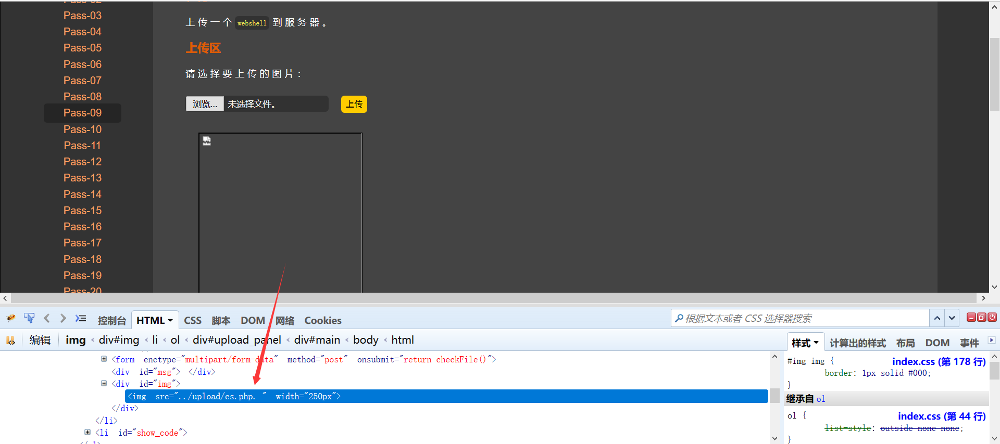 Pass-02
Pass-03
Pass-04
Pass-05
Pass-06
Pass-07
Pass-08
Pass-09
Pass-10
Pass-11
Pass-12
Pass-13
Pass-14
Pass-15
Pass-16
Pass-17
Pass-18
Pass-19
Pass-20
上传一个 webshell 到服务器。
上传区
请选择要上传的图片：
浏览... 未选择文件。 上传
控制台 HTML CSS 脚本 DOM 网络 Cookies
根据文本或者 CSS 选择器搜索
编辑 img < div#img < li < ol < div#upload_panel < div#main < body < html
<form enctype="multipart/form-data" method="post" onsubmit="return checkFile()">
<div id="msg"> </div>
<div id="img">
<img src="../upload/cs.php. " width="250px">
</div>
</li>
<li id="show_code">
样式 计算出的样式 布局 DOM 事件
#img img { index.css (第 178 行)
border: 1px solid #000;
}
继承自 ol
ol { index.css (第 44 行)
list-style: outside none none;
}